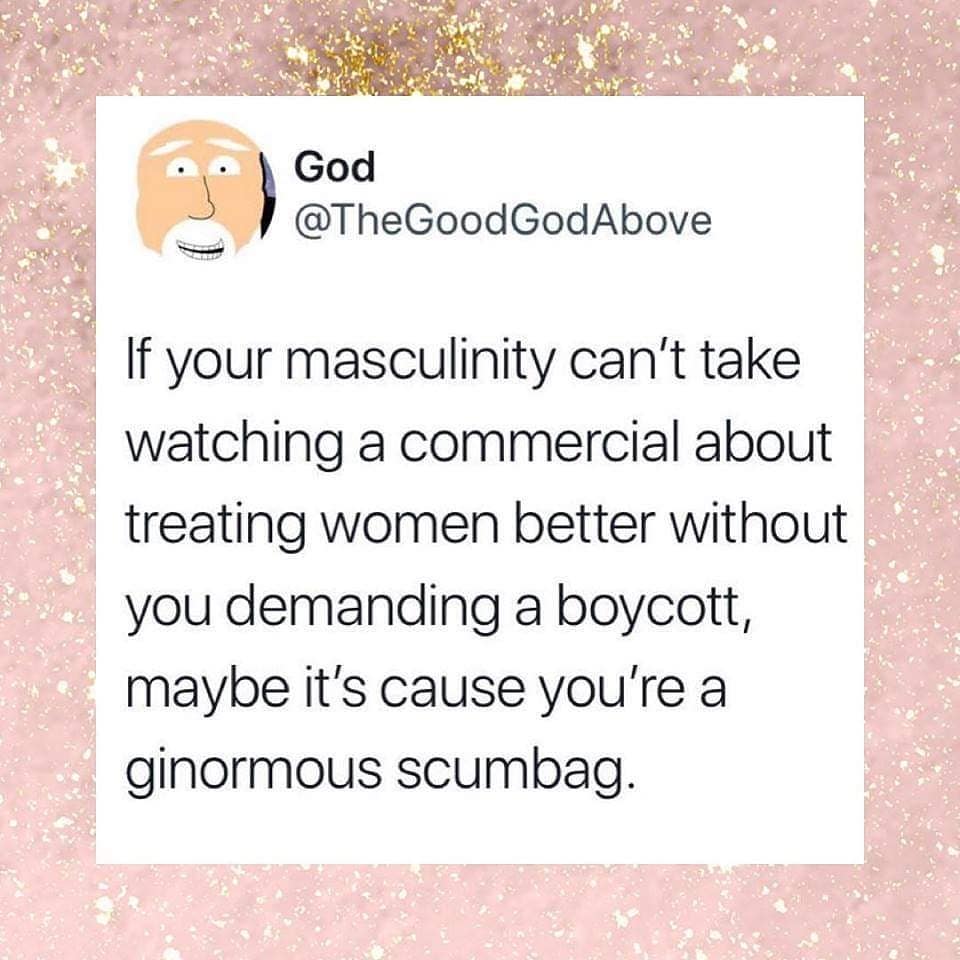 God
@TheGoodGodAbove
If your masculinity can't take
watching a commercial about
treating women better without
you demanding a boycott,
maybe it's cause you're a
ginormous scumbag.